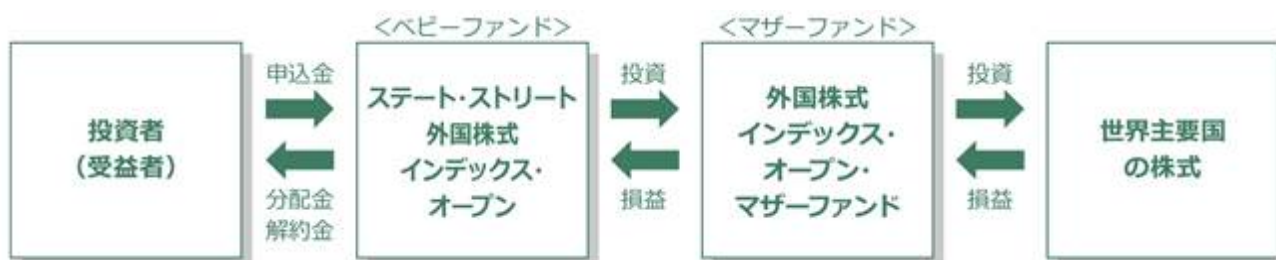 <ベビーファンド>
<マザーファンド>
投資者
(受益者)
申込金
分配金
解約金
ステート・ストリート
外国株式
インデックス・
オープン
投資
損益
外国株式
インデックス・
オープン・
マザーファンド
投資
損益
世界主要国
の株式